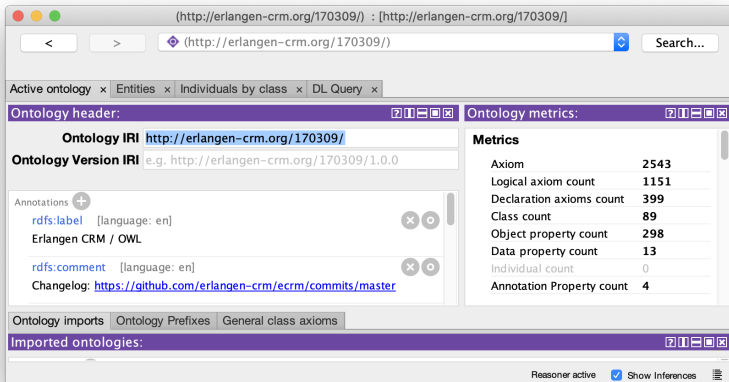 (http://erlangen-crm.org/170309/) : [http://erlangen-crm.org/170309/]
< > (http://erlangen-crm.org/170309/) Search...
Active ontology × Entities × Individuals by class × DL Query ×
Ontology header:
Ontology IRI http://erlangen-crm.org/170309/
Ontology Version IRI e.g. http://erlangen-crm.org/170309/1.0.0
Annotations +
rdfs:label [language: en]
Erlangen CRM / OWL
rdfs:comment [language: en]
Changelog: https://github.com/erlangen-crm/ecrm/commits/master
Ontology metrics:
Metrics
Axiom 2543
Logical axiom count 1151
Declaration axioms count 399
Class count 89
Object property count 298
Data property count 13
Individual count 0
Annotation Property count 4
Ontology imports Ontology Prefixes General class axioms
Imported ontologies:
Reasoner active Show Inferences